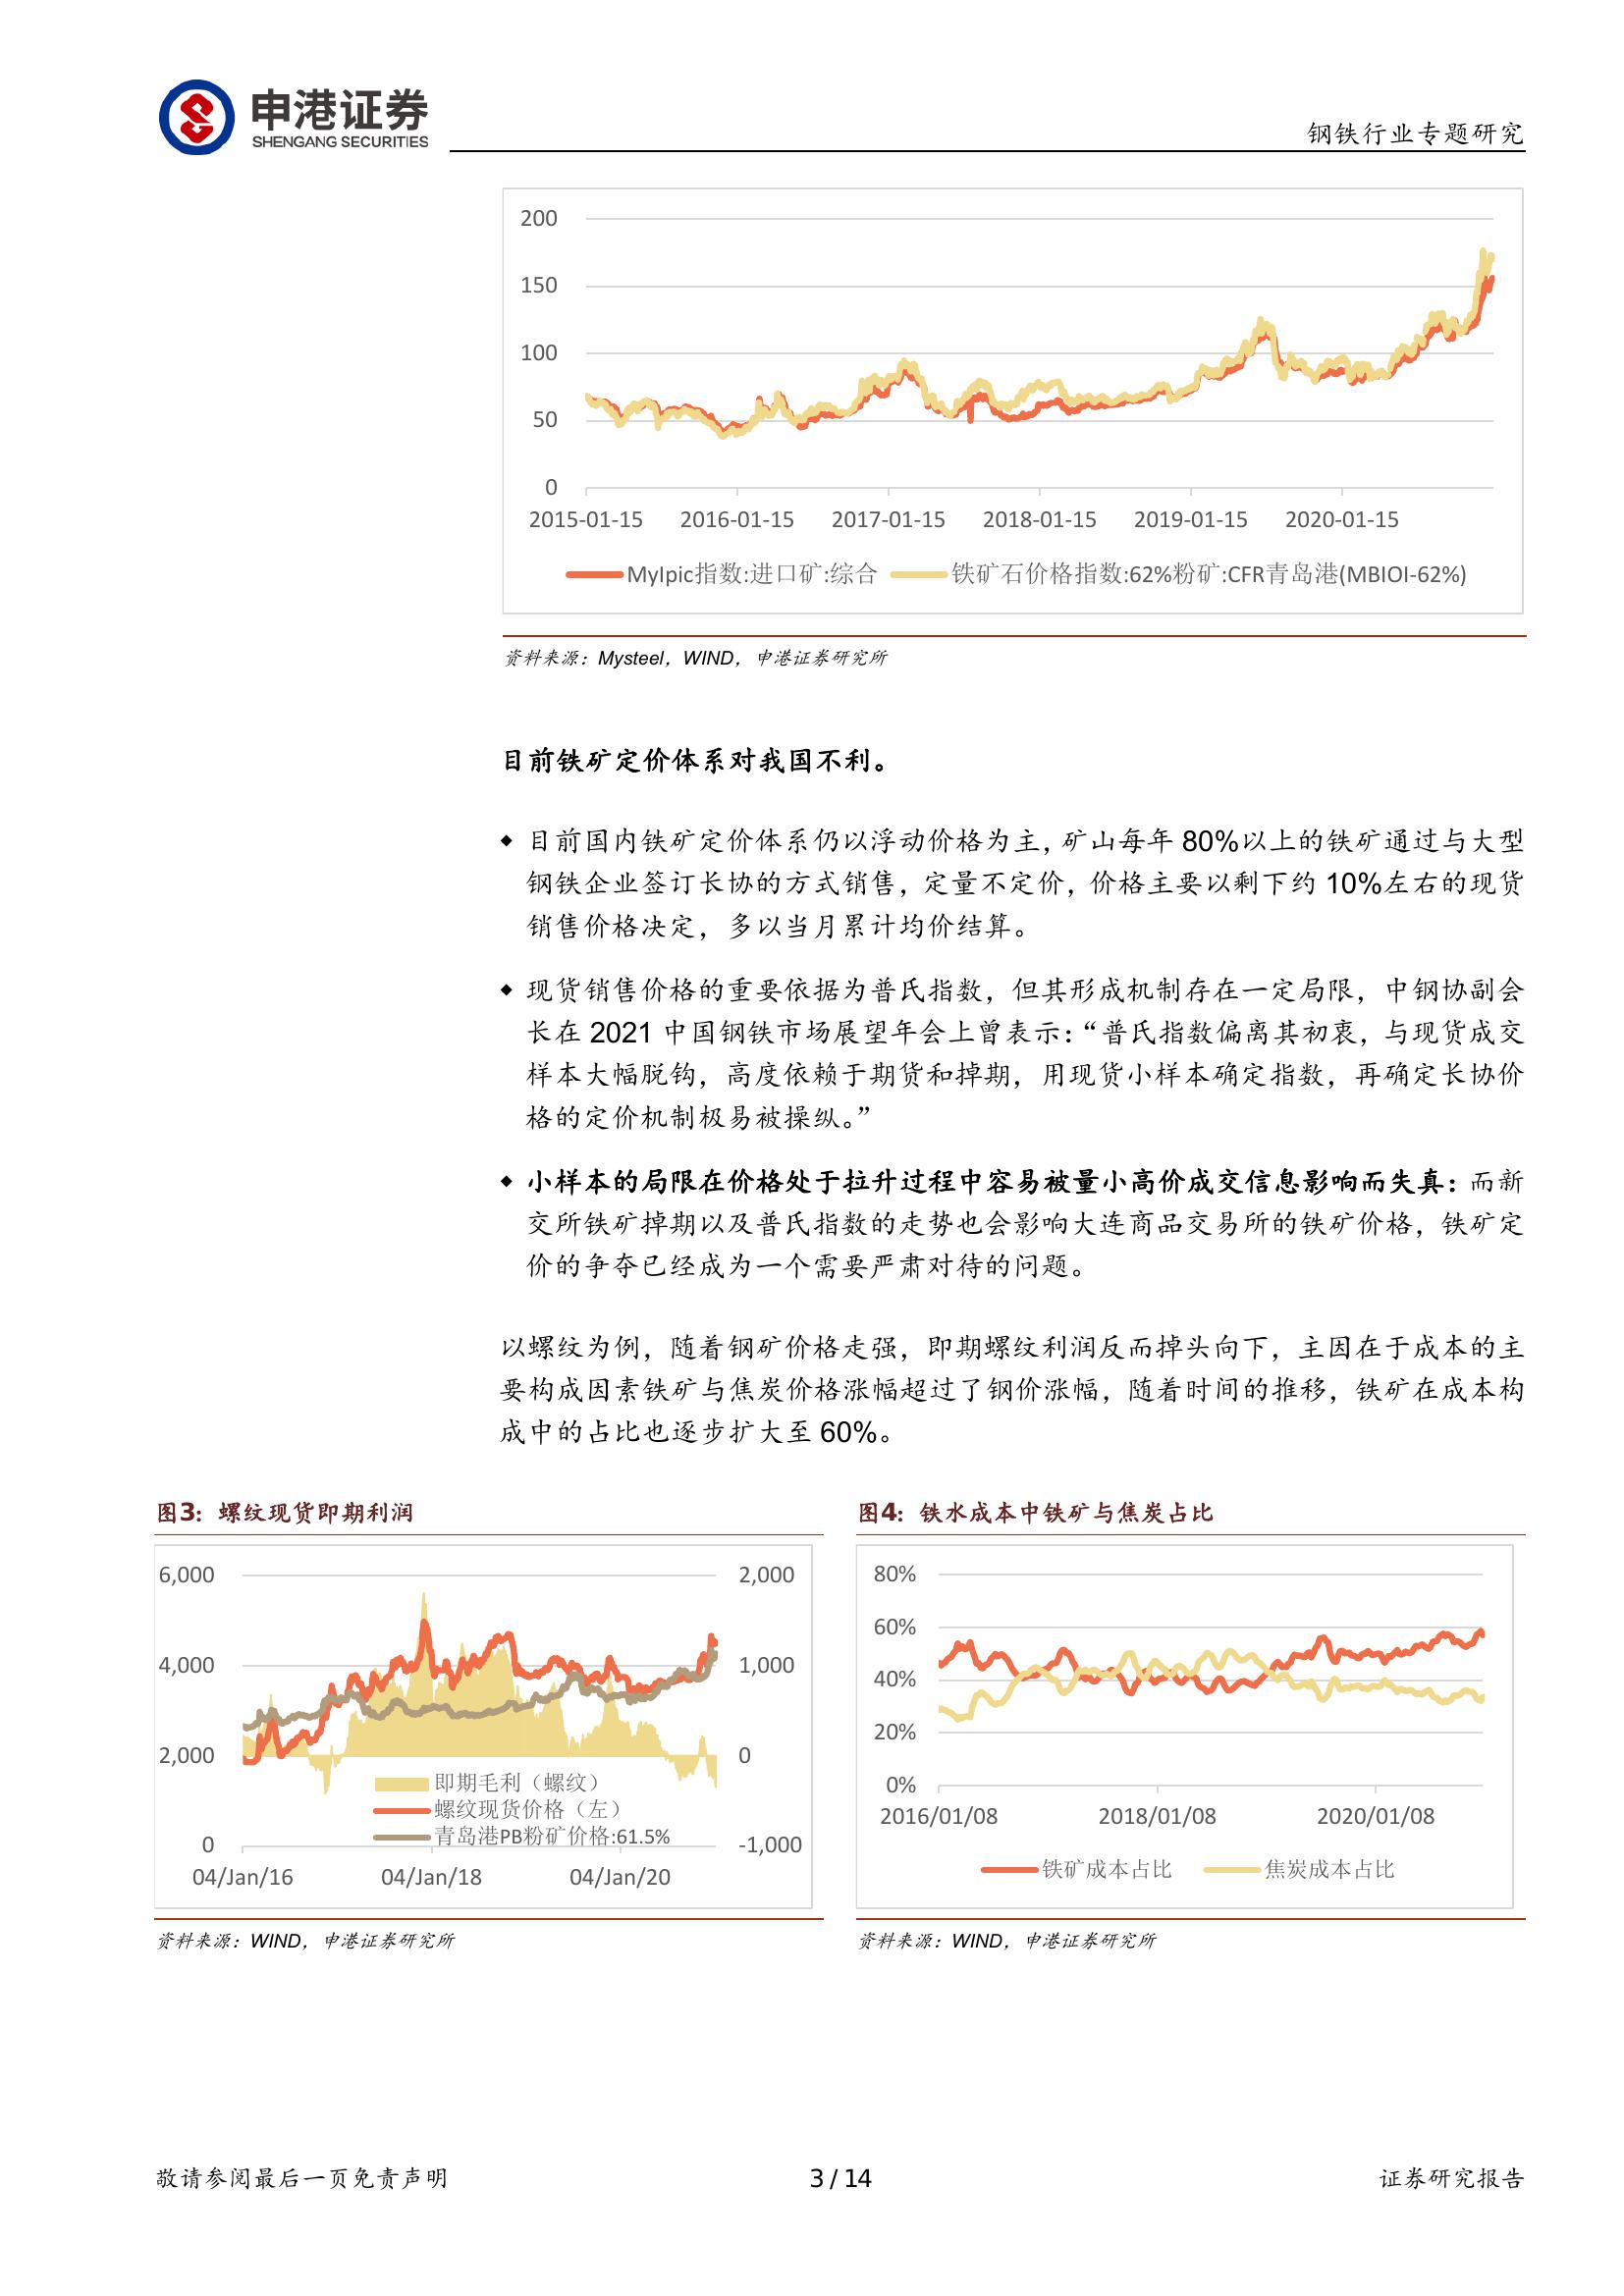 申港证券
SHENGANG SECURITIES
钢铁行业专题研究
200
150
100
50
0
2015-01-15 2016-01-15 2017-01-15 2018-01-15 2019-01-15 2020-01-15
MyIpic指数:进口矿:综合 铁矿石价格指数:62%粉矿:CFR青岛港(MBIOI-62%)
资料来源：Mysteel，WIND，申港证券研究所
目前铁矿定价体系对我国不利。
◆ 目前国内铁矿定价体系仍以浮动价格为主，矿山每年 80%以上的铁矿通过与大型
钢铁企业签订长协的方式销售，定量不定价，价格主要以剩下约 10%左右的现货
销售价格决定，多以当月累计均价结算。
◆ 现货销售价格的重要依据为普氏指数，但其形成机制存在一定局限，中钢协副会
长在 2021 中国钢铁市场展望年会上曾表示：“普氏指数偏离其初衷，与现货成交
样本大幅脱钩，高度依赖于期货和掉期，用现货小样本确定指数，再确定长协价
格的定价机制极易被操纵。”
◆ 小样本的局限在价格处于拉升过程中容易被量小高价成交信息影响而失真：而新
交所铁矿掉期以及普氏指数的走势也会影响大连商品交易所的铁矿价格，铁矿定
价的争夺已经成为一个需要严肃对待的问题。
以螺纹为例，随着钢矿价格走强，即期螺纹利润反而掉头向下，主因在于成本的主
要构成因素铁矿与焦炭价格涨幅超过了钢价涨幅，随着时间的推移，铁矿在成本构
成中的占比也逐步扩大至 60%。
图3：螺纹现货即期利润
6,000 2,000
4,000 1,000
2,000 0
即期毛利（螺纹）
螺纹现货价格（左）
青岛港PB粉矿价格:61.5%
0 -1,000
04/Jan/16 04/Jan/18 04/Jan/20
资料来源：WIND，申港证券研究所
图4：铁水成本中铁矿与焦炭占比
80%
60%
40%
20%
0%
2016/01/08 2018/01/08 2020/01/08
铁矿成本占比 焦炭成本占比
资料来源：WIND，申港证券研究所
敬请参阅最后一页免责声明 3 / 14 证券研究报告